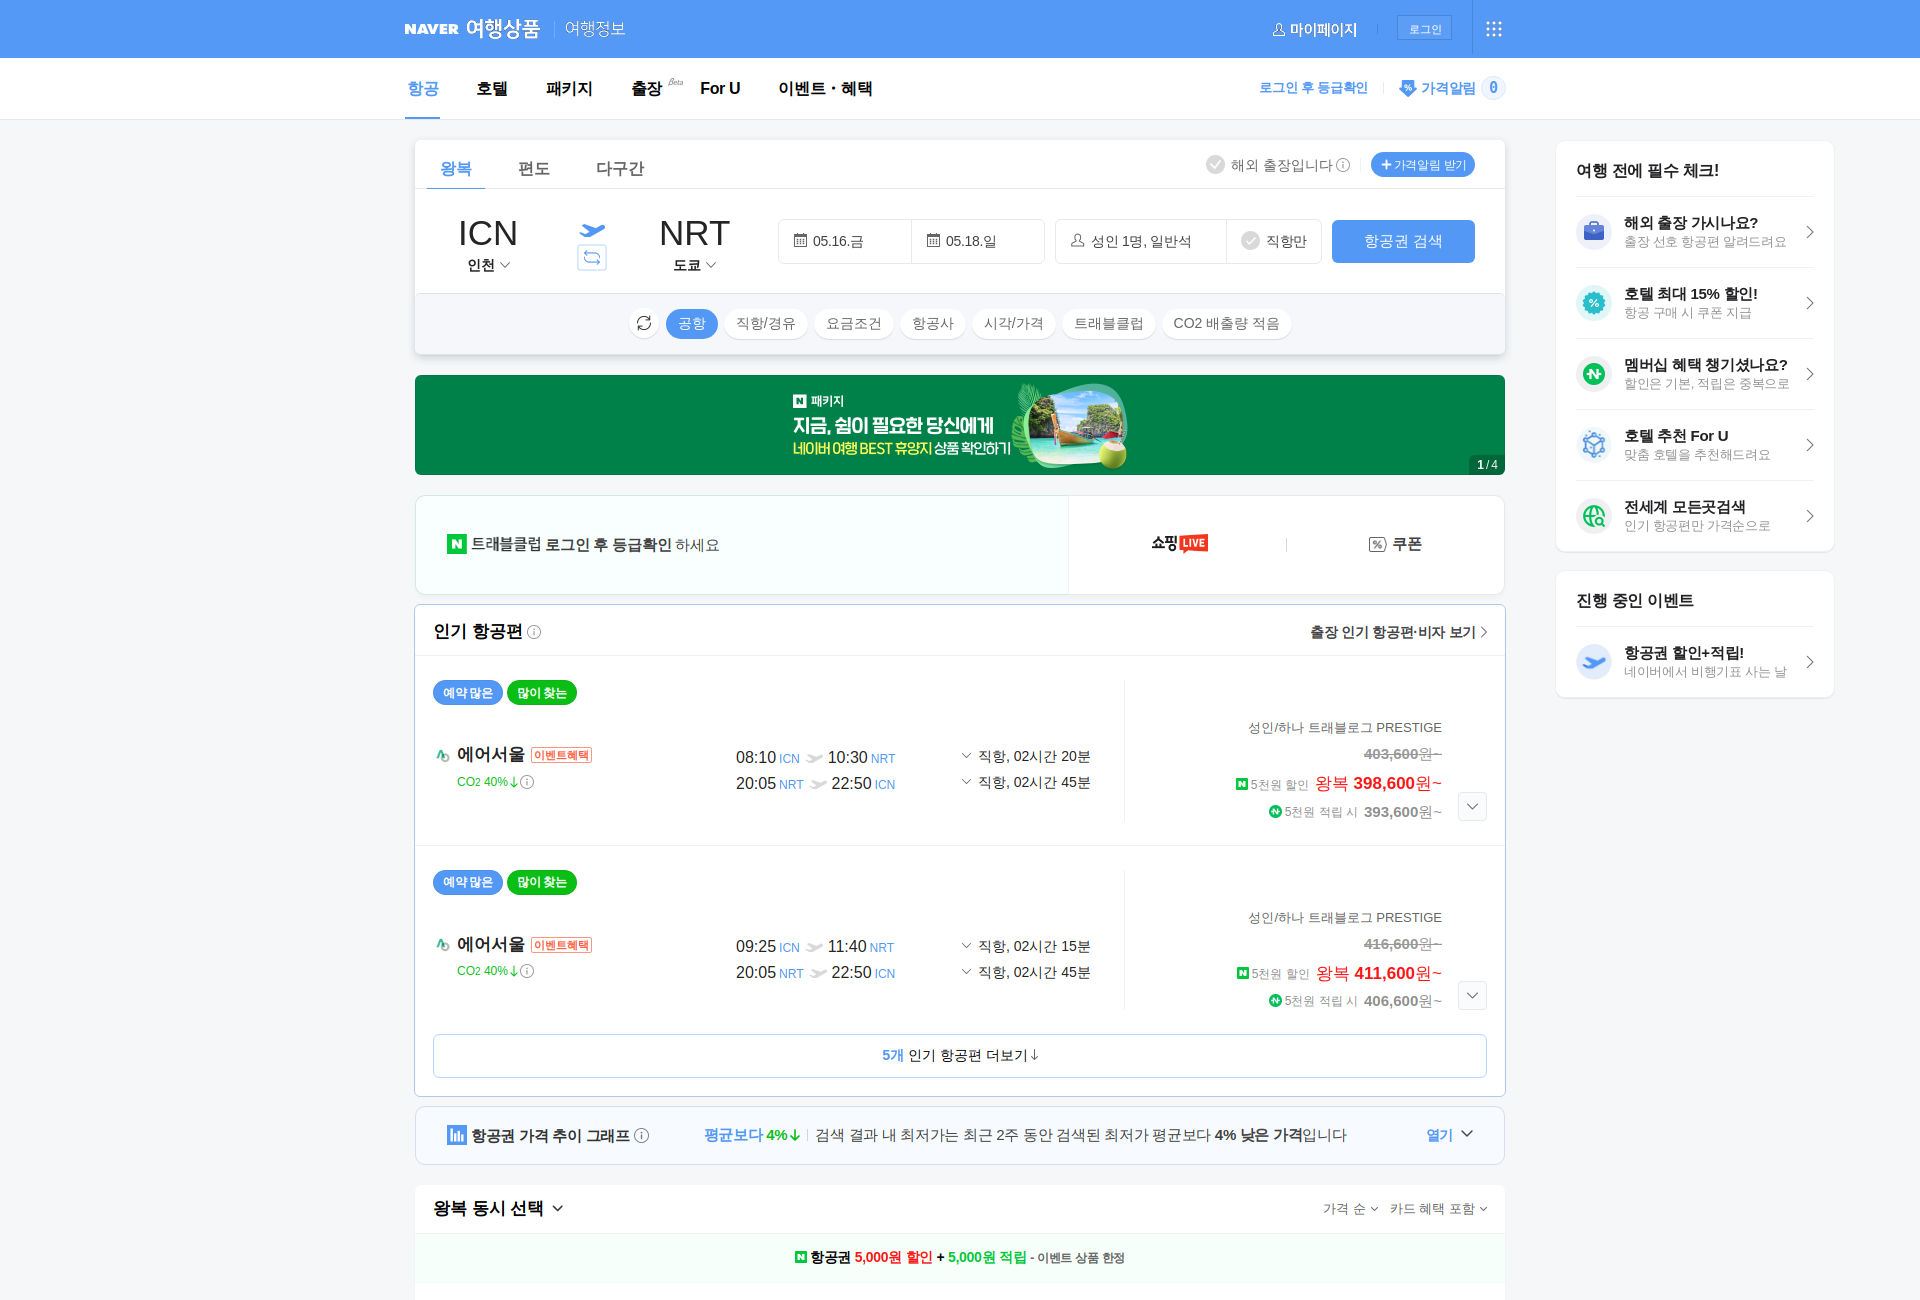 NAVER 여행상품 여행정보 마이페이지 로그인
항공 호텔 패키지 출장 Beta For U 이벤트・혜택 로그인 후 등급확인 가격알림 0
왕복 편도 다구간 해외 출장입니다 가격알림 받기
ICN NRT
인천 도쿄
05.16.금 05.18.일 성인 1명, 일반석 직항만 항공권 검색
공항 직항/경유 요금조건 항공사 시각/가격 트래블클럽 CO2 배출량 적음
N 패키지
지금, 쉼이 필요한 당신에게
네이버 여행 BEST 휴양지 상품 확인하기
1 / 4
N 트래블클럽 로그인 후 등급확인 하세요 쇼핑 LIVE 쿠폰
인기 항공편 출장 인기 항공편·비자 보기
예약 많은 많이 찾는
성인/하나 트래블로그 PRESTIGE
에어서울 이벤트혜택 08:10 ICN 10:30 NRT 직항, 02시간 20분 403,600원~
CO2 40%↓ 20:05 NRT 22:50 ICN 직항, 02시간 45분 N 5천원 할인 왕복 398,600원~
5천원 적립 시 393,600원~
예약 많은 많이 찾는
성인/하나 트래블로그 PRESTIGE
에어서울 이벤트혜택 09:25 ICN 11:40 NRT 직항, 02시간 15분 416,600원~
CO2 40%↓ 20:05 NRT 22:50 ICN 직항, 02시간 45분 N 5천원 할인 왕복 411,600원~
5천원 적립 시 406,600원~
5개 인기 항공편 더보기↓
항공권 가격 추이 그래프 평균보다 4%↓ 검색 결과 내 최저가는 최근 2주 동안 검색된 최저가 평균보다 4% 낮은 가격입니다 열기
왕복 동시 선택 가격 순 카드 혜택 포함
N 항공권 5,000원 할인 + 5,000원 적립 - 이벤트 상품 한정
여행 전에 필수 체크!
해외 출장 가시나요?
출장 선호 항공편 알려드려요
호텔 최대 15% 할인!
항공 구매 시 쿠폰 지급
멤버십 혜택 챙기셨나요?
할인은 기본, 적립은 중복으로
호텔 추천 For U
맞춤 호텔을 추천해드려요
전세계 모든곳검색
인기 항공편만 가격순으로
진행 중인 이벤트
항공권 할인+적립!
네이버에서 비행기표 사는 날